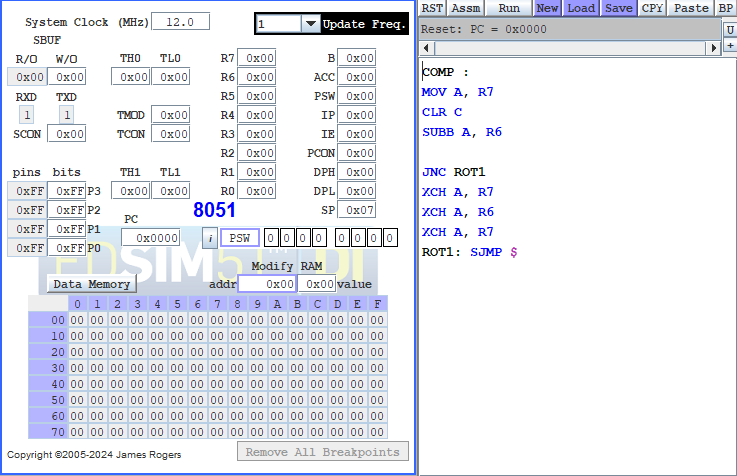 System Clock (MHz) 12.0 1 Update Freq.
SBUF
R/O W/O TH0 TL0 R7 0x00 B 0x00
0x00 0x00 0x00 0x00 R6 0x00 ACC 0x00
RXD TXD R5 0x00 PSW 0x00
1 1 TMOD 0x00 R4 0x00 IP 0x00
SCON 0x00 TCON 0x00 R3 0x00 IE 0x00
R2 0x00 PCON 0x00
pins bits TH1 TL1 R1 0x00 DPH 0x00
0xFF 0xFF P3 0x00 0x00 R0 0x00 DPL 0x00
0xFF 0xFF P2 8051 SP 0x07
0xFF 0xFF P1 PC
0xFF 0xFF P0 0x0000 i PSW 0 0 0 0 0 0 0 0
EDSIM51 DI
Modify RAM
Data Memory addr 0x00 0x00 value
0 1 2 3 4 5 6 7 8 9 A B C D E F
00 00 00 00 00 00 00 00 00 00 00 00 00 00 00 00 00
10 00 00 00 00 00 00 00 00 00 00 00 00 00 00 00 00
20 00 00 00 00 00 00 00 00 00 00 00 00 00 00 00 00
30 00 00 00 00 00 00 00 00 00 00 00 00 00 00 00 00
40 00 00 00 00 00 00 00 00 00 00 00 00 00 00 00 00
50 00 00 00 00 00 00 00 00 00 00 00 00 00 00 00 00
60 00 00 00 00 00 00 00 00 00 00 00 00 00 00 00 00
70 00 00 00 00 00 00 00 00 00 00 00 00 00 00 00 00
Copyright ©2005-2024 James Rogers Remove All Breakpoints
RST Assm Run New Load Save CPY Paste BP
Reset: PC = 0x0000 U
+
COMP :
MOV A, R7
CLR C
SUBB A, R6
JNC ROT1
XCH A, R7
XCH A, R6
XCH A, R7
ROT1: SJMP $